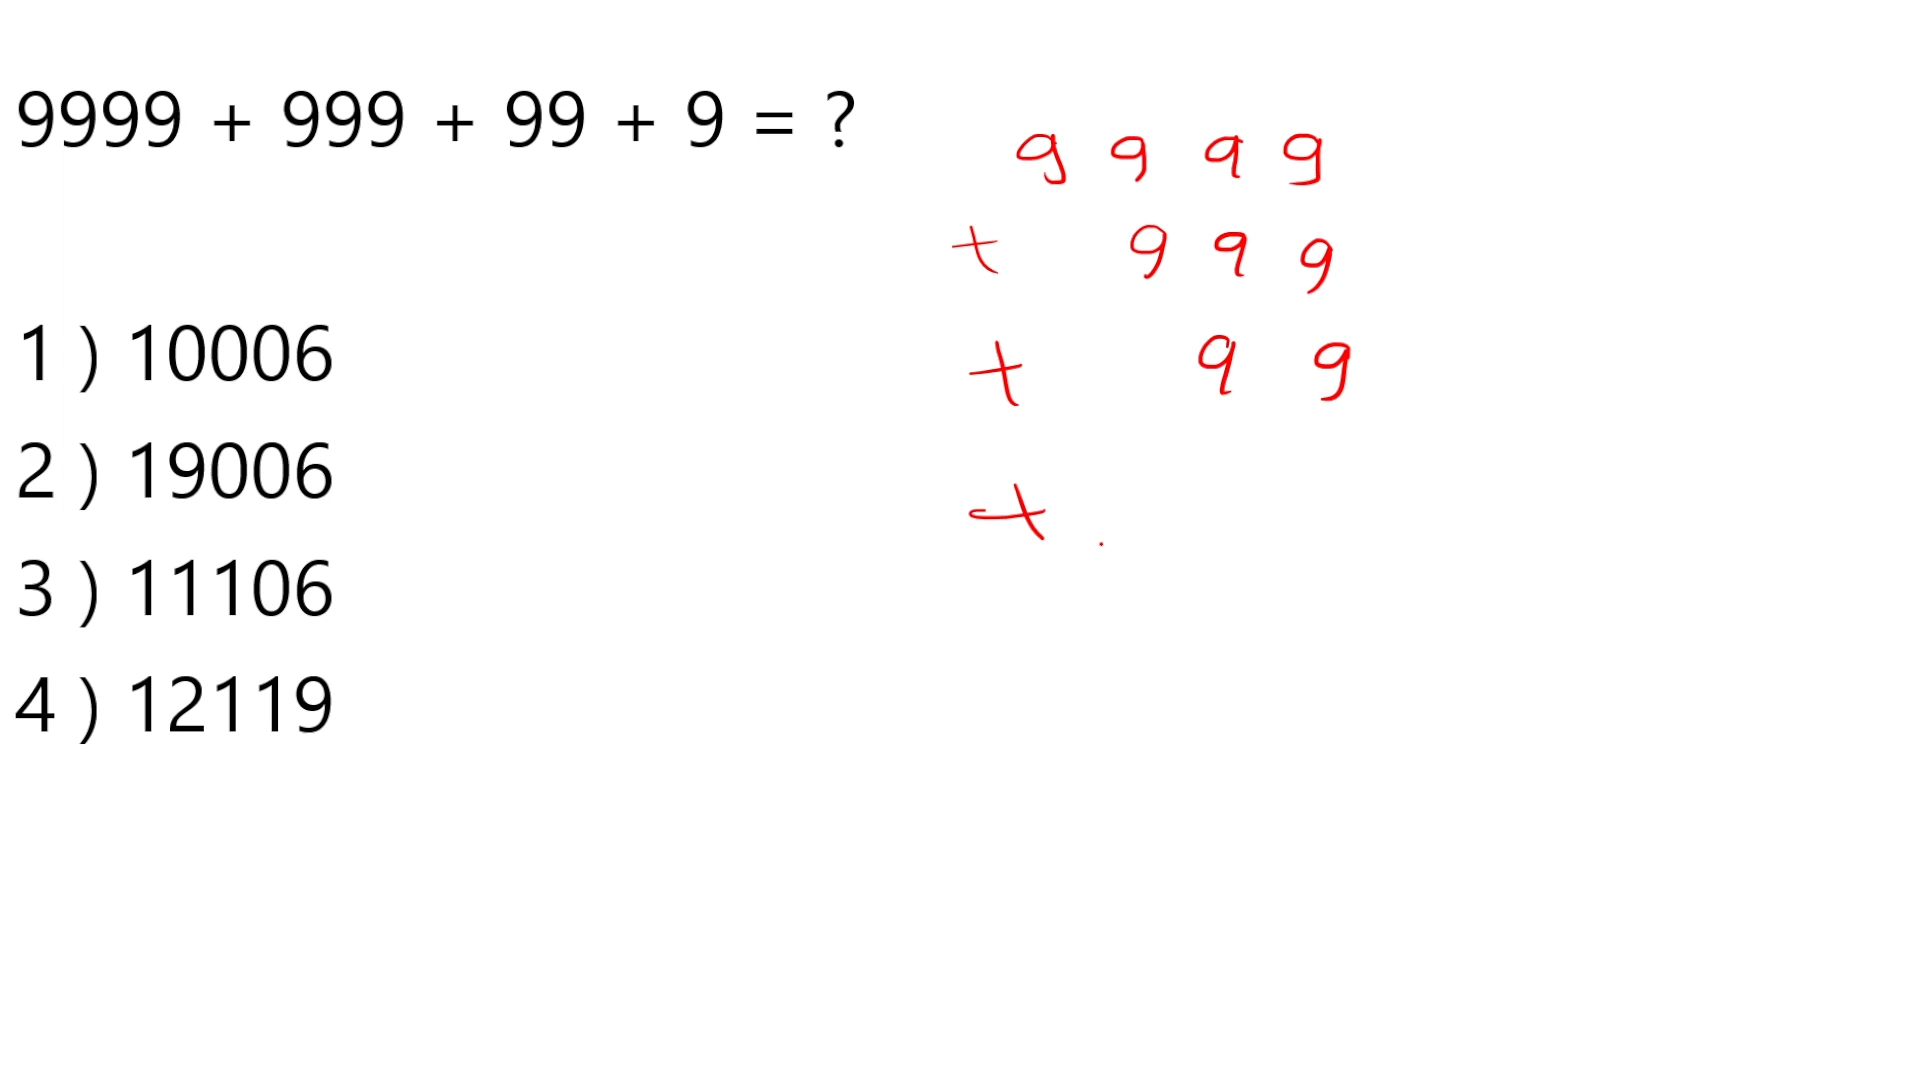 9999 + 999 + 99 + 9 = ?
1 ) 10006
2 ) 19006
3 ) 11106
4 ) 12119
9 9 9 9
+ 9 9 9
+ 9 9
+ .